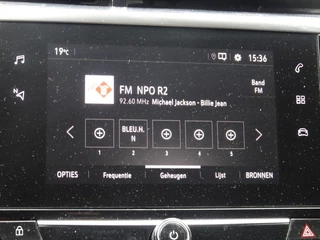 19°C 15:36
FM NPO R2 Band
92.60 MHz Michael Jackson - Billie Jean FM
BLEU.H.
N
1 2 3 4 5
OPTIES Frequentie Geheugen Lijst BRONNEN
N